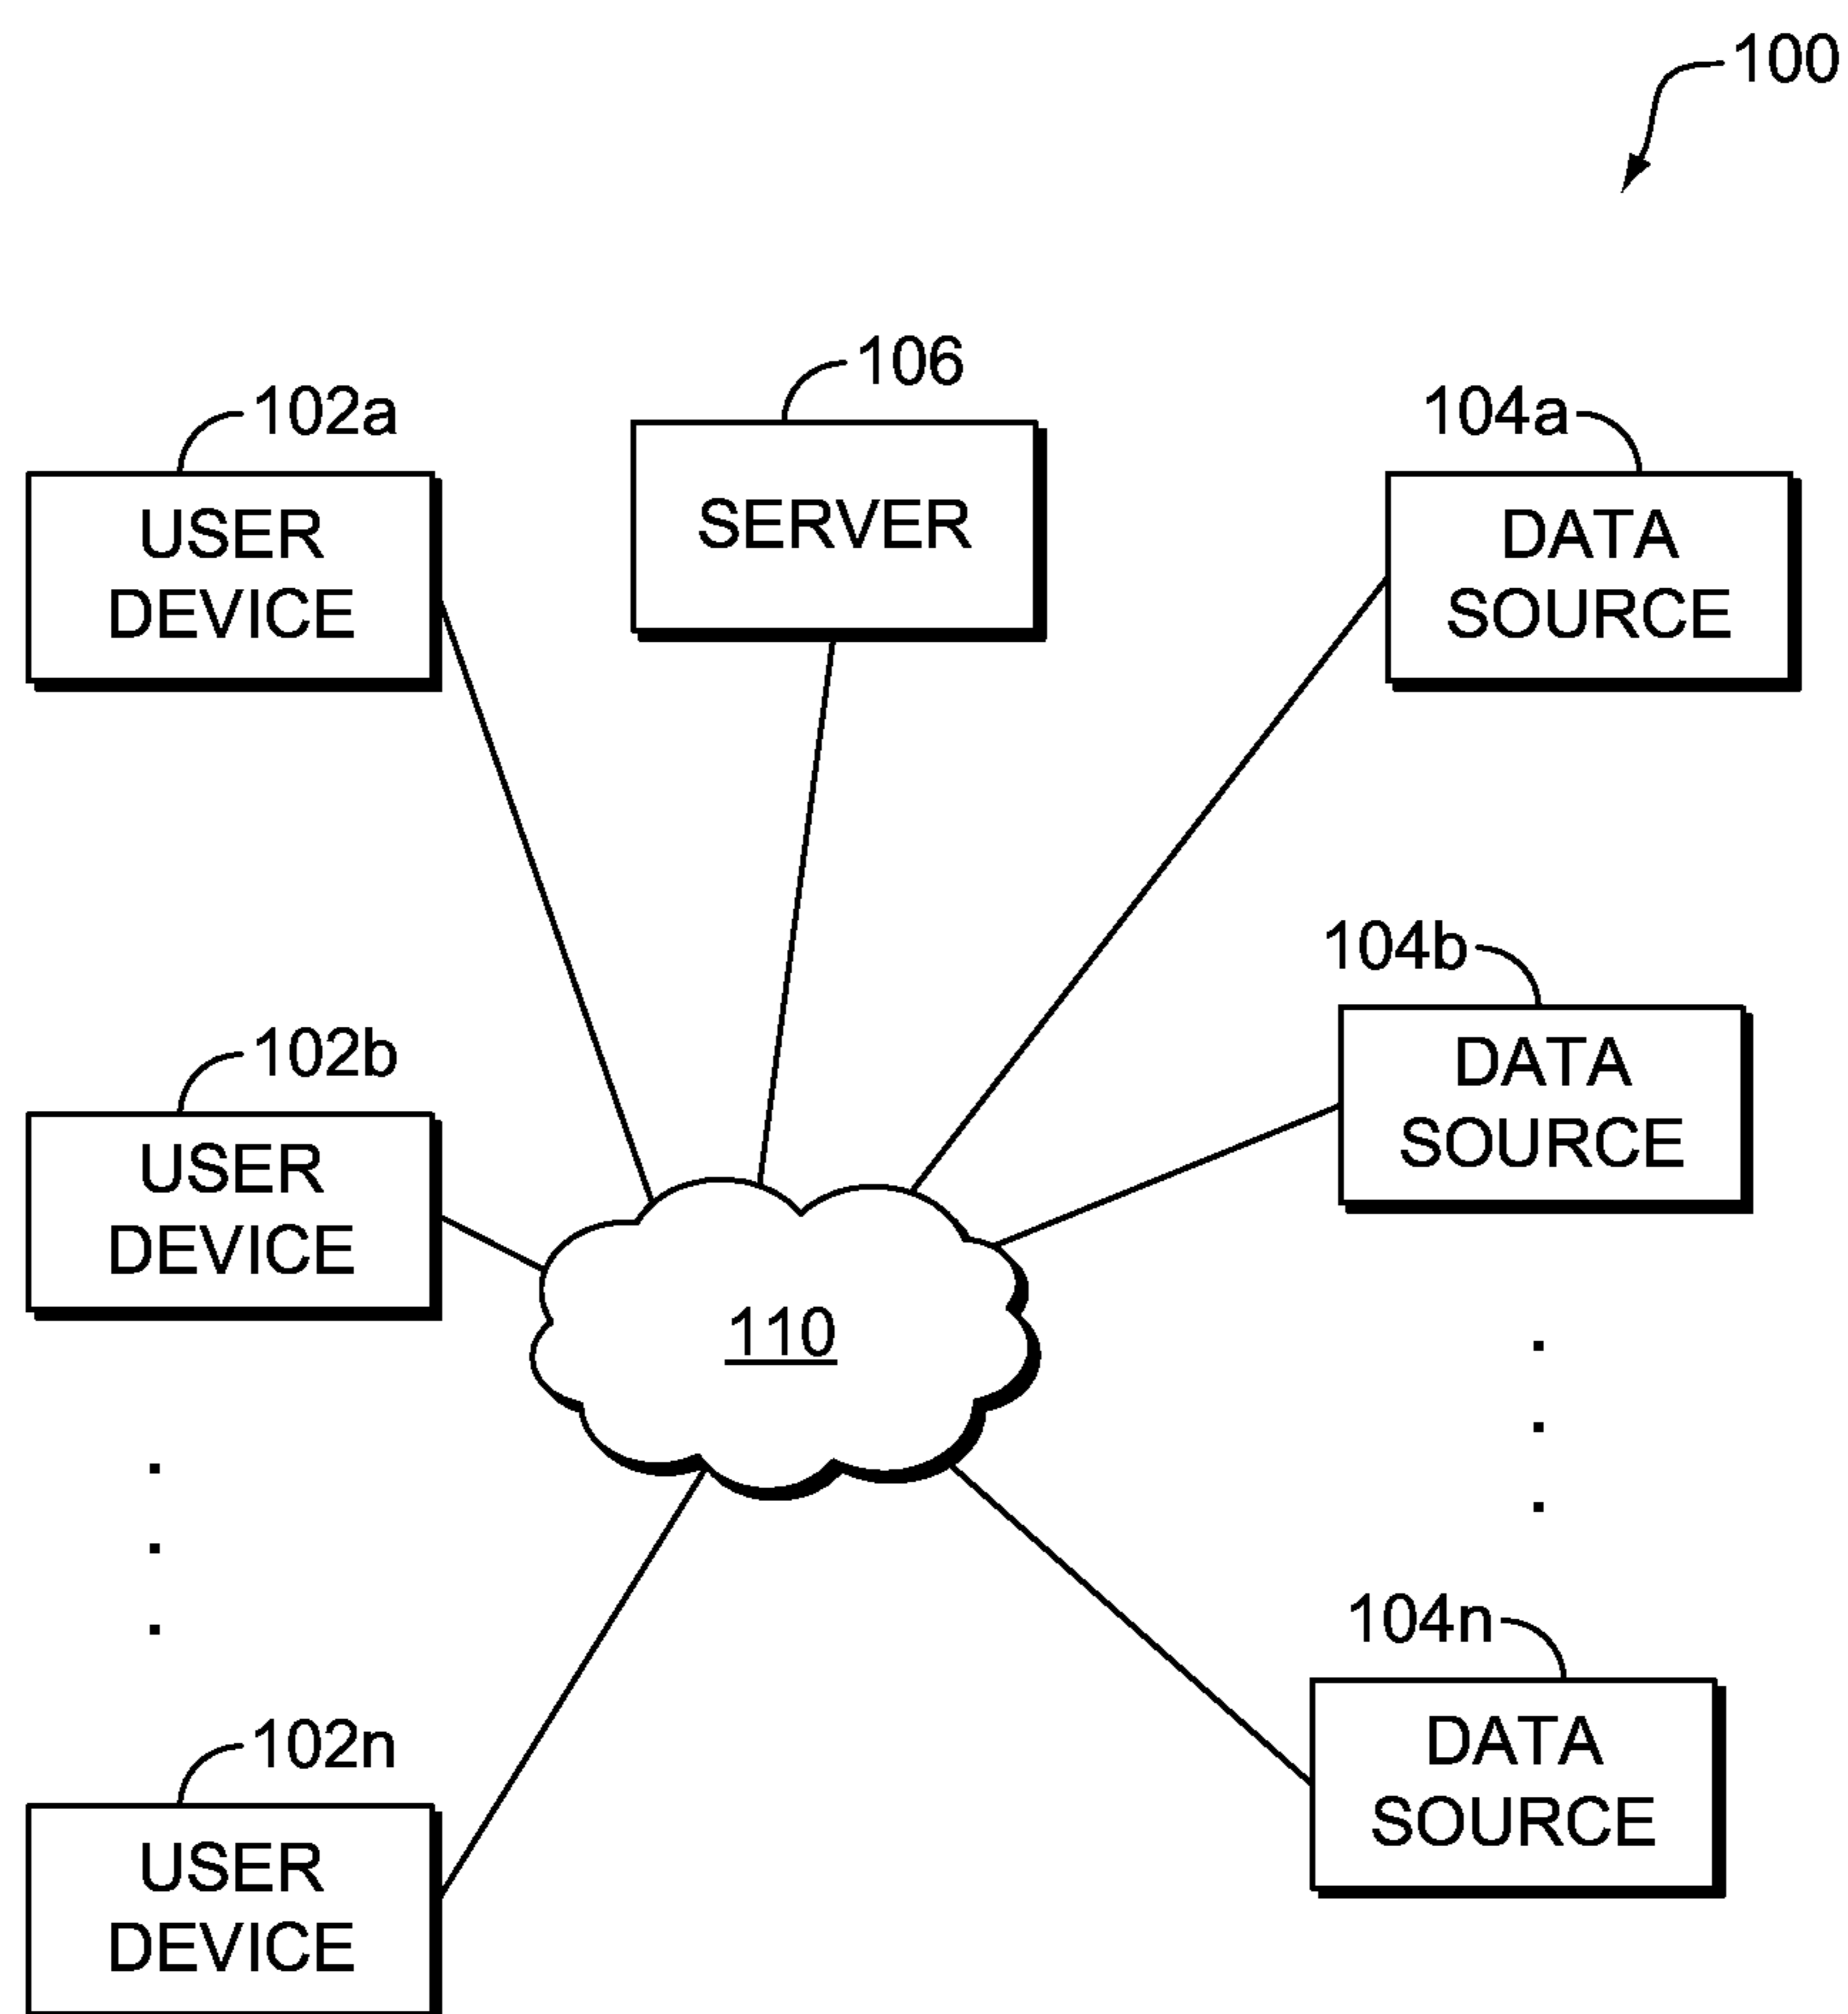 100
106
102a
104a
USER
DEVICE
SERVER
DATA
SOURCE
104b
DATA
SOURCE
102b
USER
DEVICE
110
104n
DATA
SOURCE
102n
USER
DEVICE